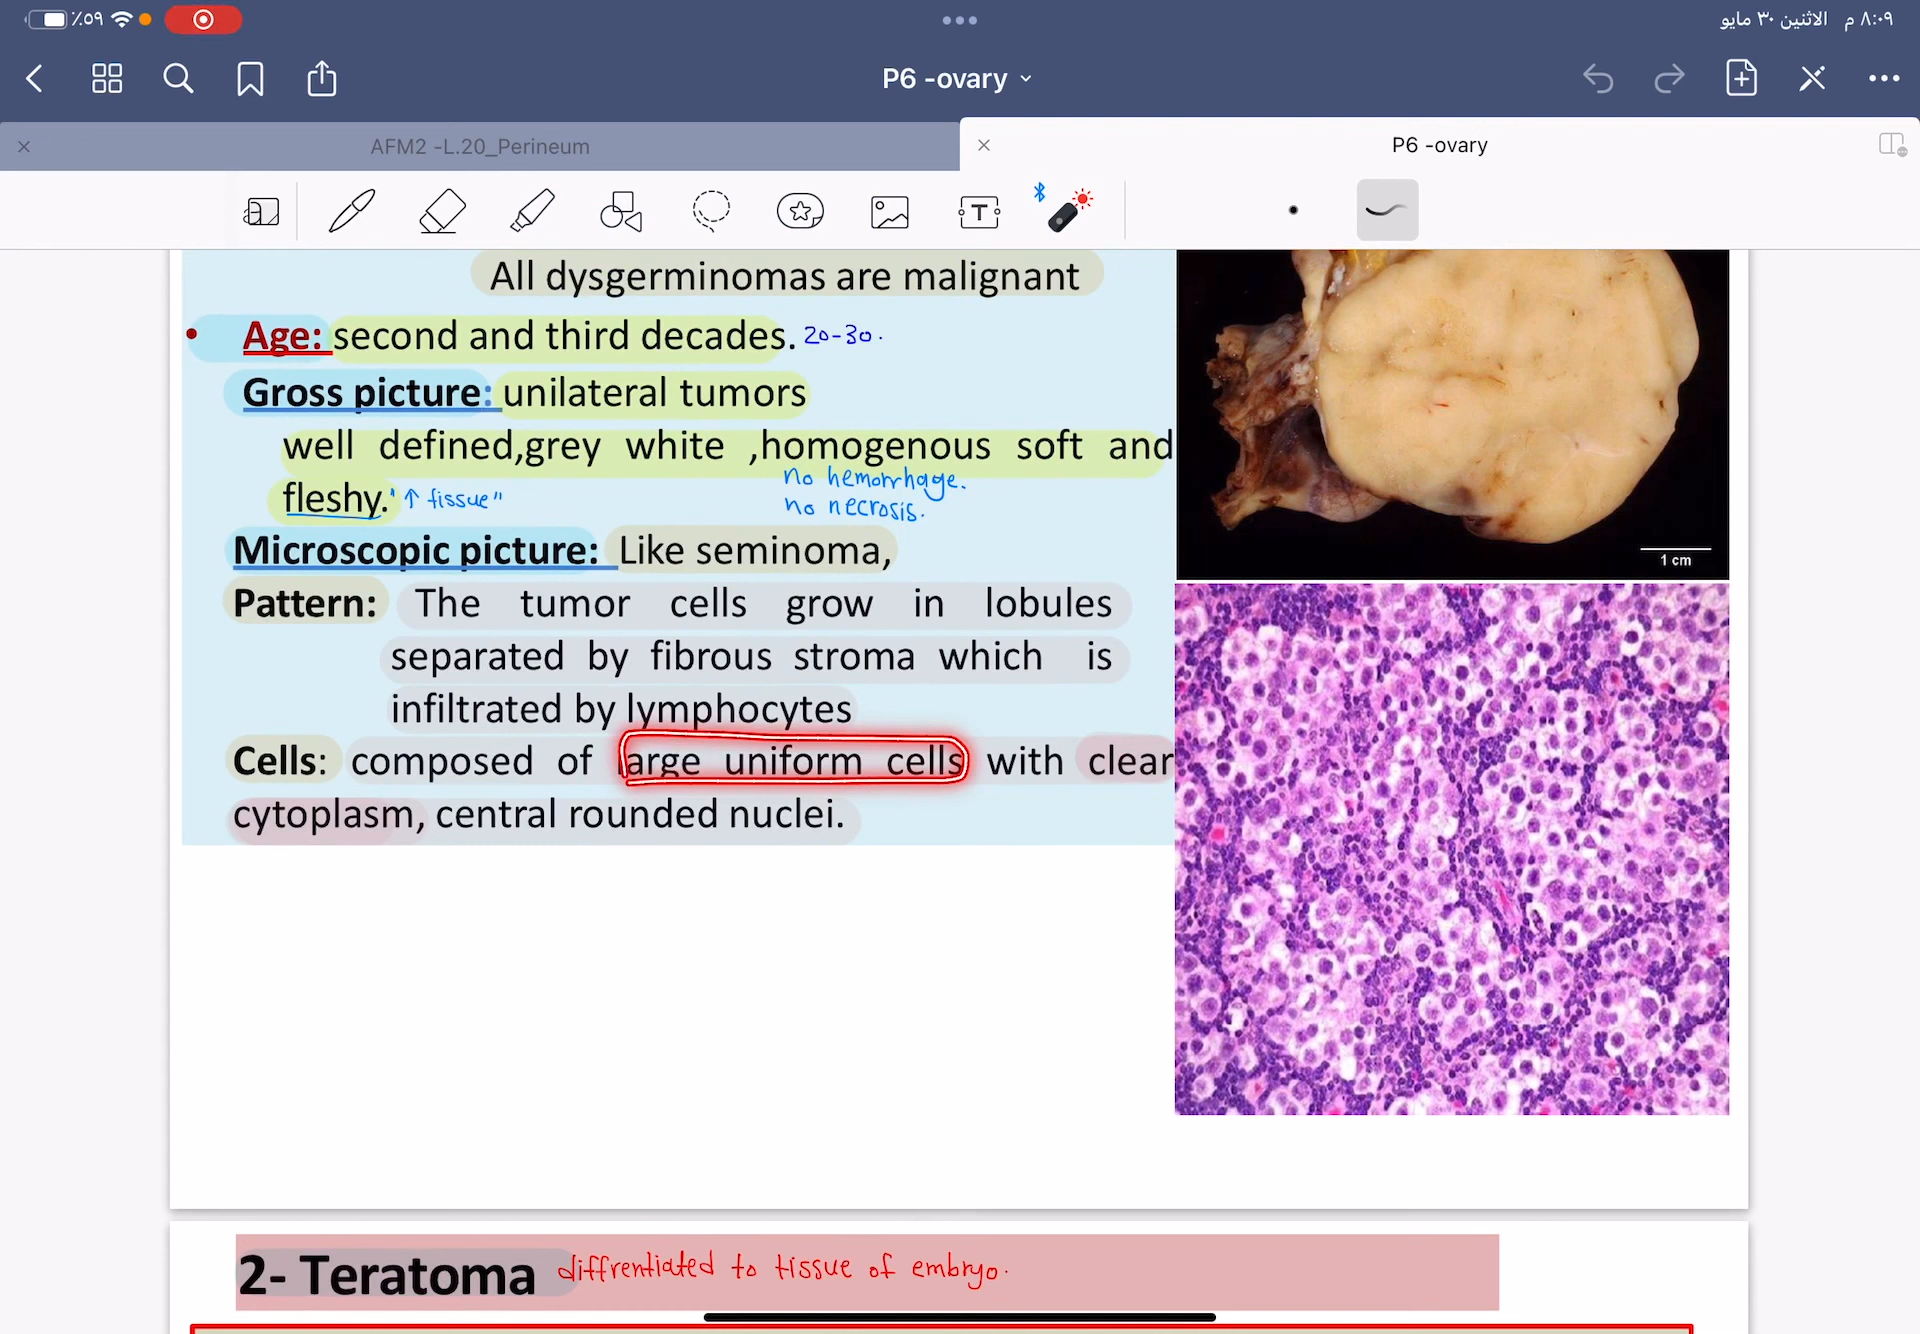 ٪٥٩
٨:٠٩ م الاثنين ٣٠ مايو
P6 -ovary
AFM2 -L.20_Perineum
P6 -ovary
All dysgerminomas are malignant
• Age: second and third decades. 20-30.
Gross picture: unilateral tumors
well defined,grey white ,homogenous soft and
no hemorrhage.
fleshy. "↑ tissue"
no necrosis.
Microscopic picture: Like seminoma,
Pattern: The tumor cells grow in lobules
separated by fibrous stroma which is
infiltrated by lymphocytes
Cells: composed of large uniform cells with clear
cytoplasm, central rounded nuclei.
1 cm
2- Teratoma diffrentiated to tissue of embryo.